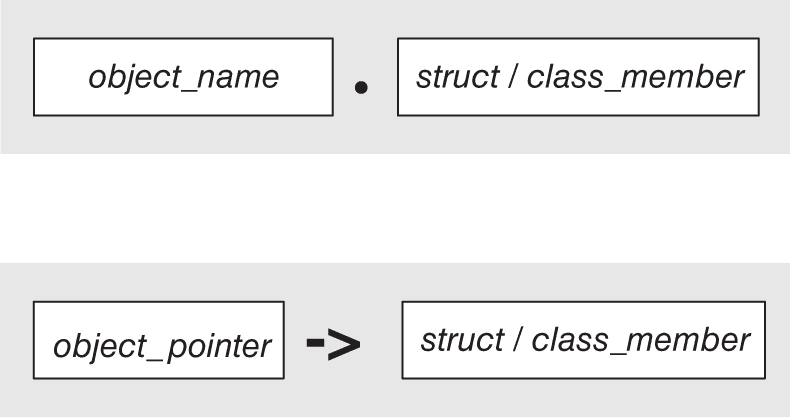 object_name . struct / class_member
object_pointer -> struct / class_member